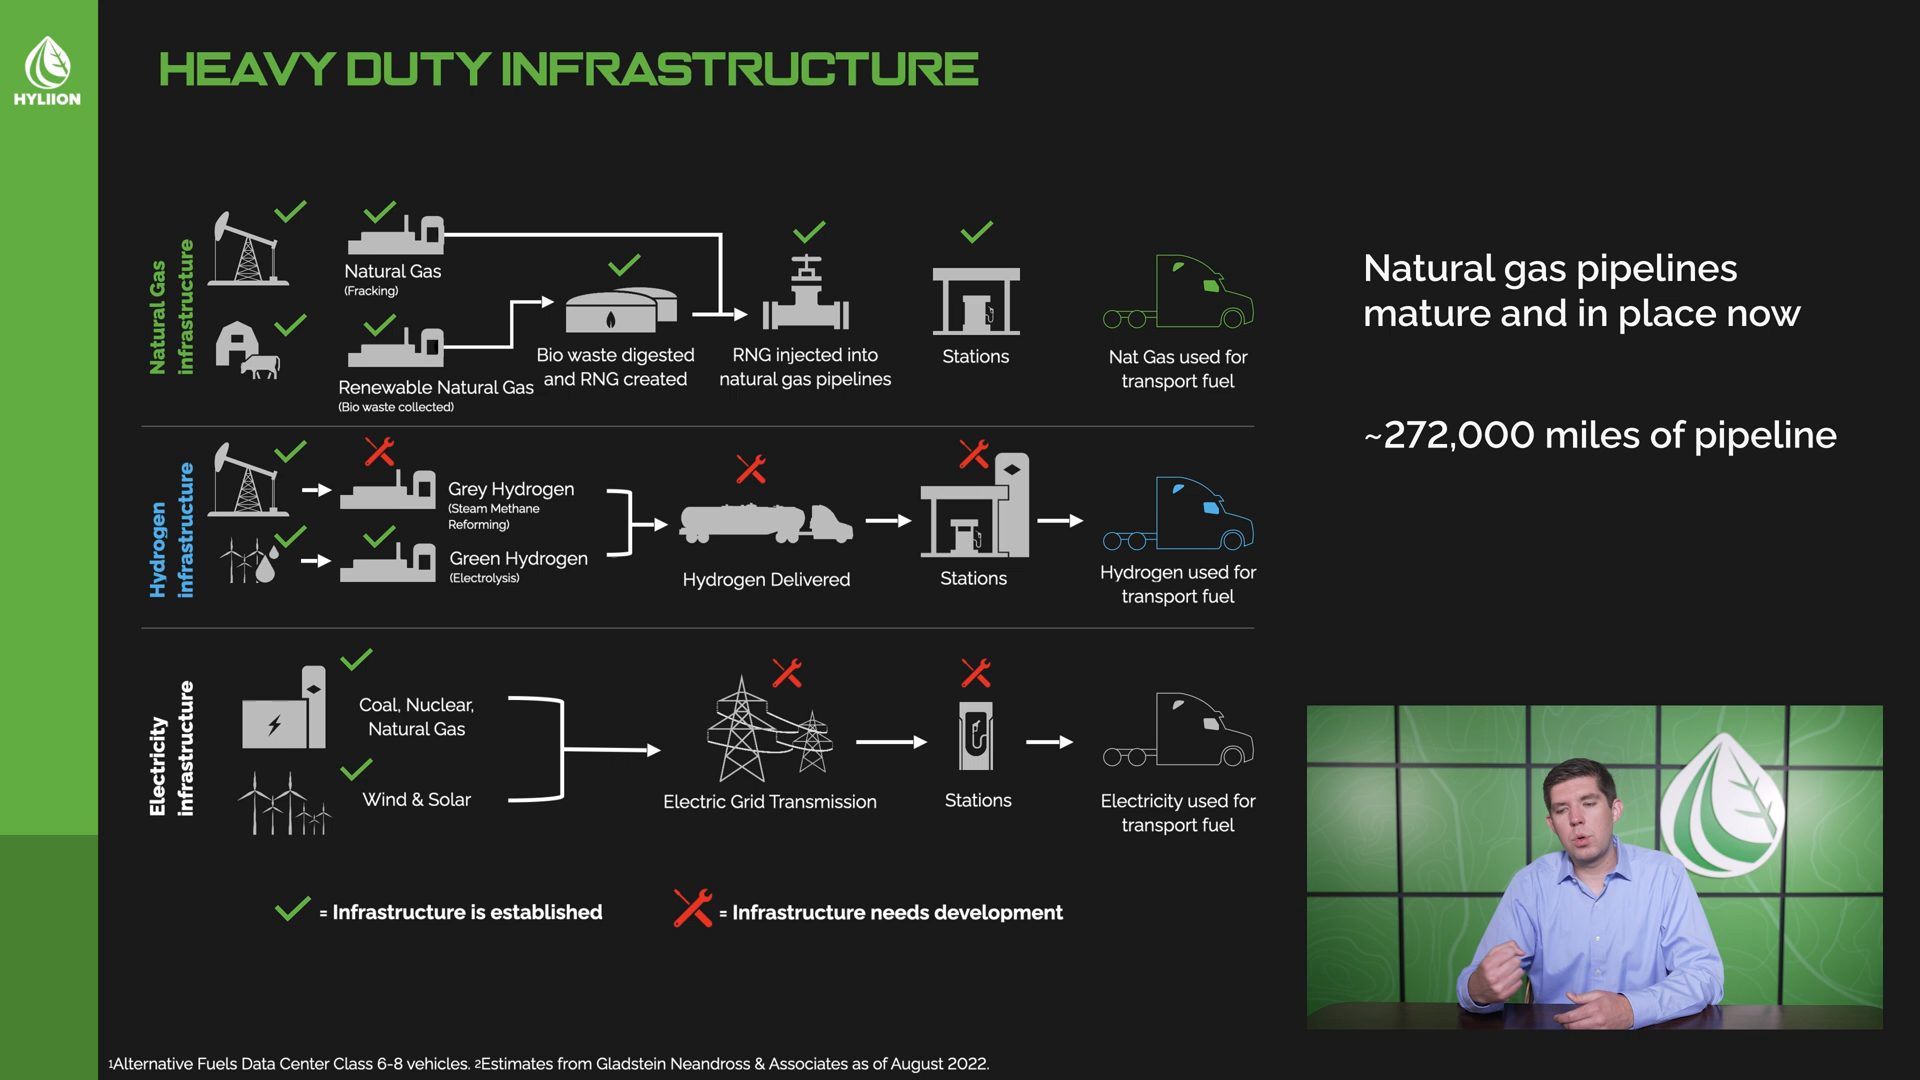 HYLIION
HEAVY DUTY INFRASTRUCTURE
Natural Gas
infrastructure
Natural Gas
(Fracking)
Renewable Natural Gas
(Bio waste collected)
Bio waste digested
and RNG created
RNG injected into
natural gas pipelines
Stations
Nat Gas used for
transport fuel
Natural gas pipelines
mature and in place now
~272,000 miles of pipeline
Hydrogen
infrastructure
Grey Hydrogen
(Steam Methane
Reforming)
Green Hydrogen
(Electrolysis)
Hydrogen Delivered
Stations
Hydrogen used for
transport fuel
Electricity
infrastructure
Coal, Nuclear,
Natural Gas
Wind & Solar
Electric Grid Transmission
Stations
Electricity used for
transport fuel
= Infrastructure is established
= Infrastructure needs development
¹Alternative Fuels Data Center Class 6-8 vehicles. ²Estimates from Gladstein Neandross & Associates as of August 2022.